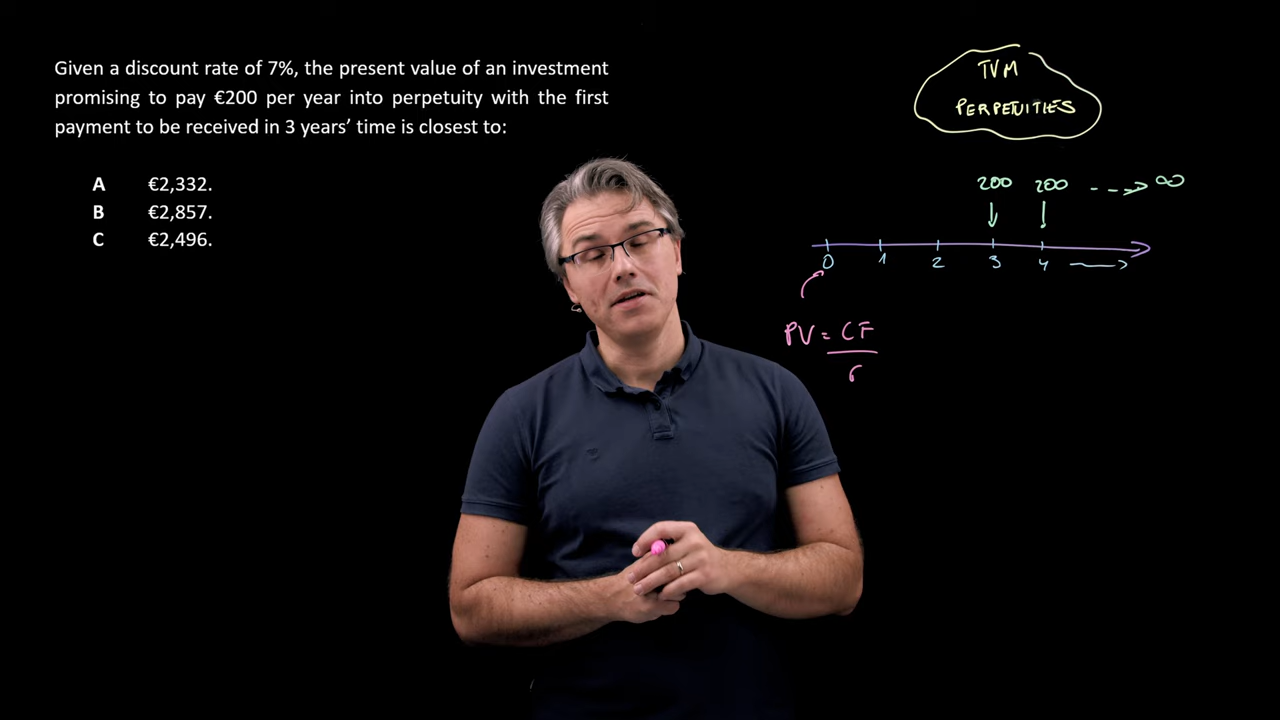 Given a discount rate of 7%, the present value of an investment
promising to pay €200 per year into perpetuity with the first
payment to be received in 3 years’ time is closest to:
A €2,332.
B €2,857.
C €2,496.
TVM
PERPENITIES
200 200 ---> ∞
0 1 2 3 4
PV = CF
r